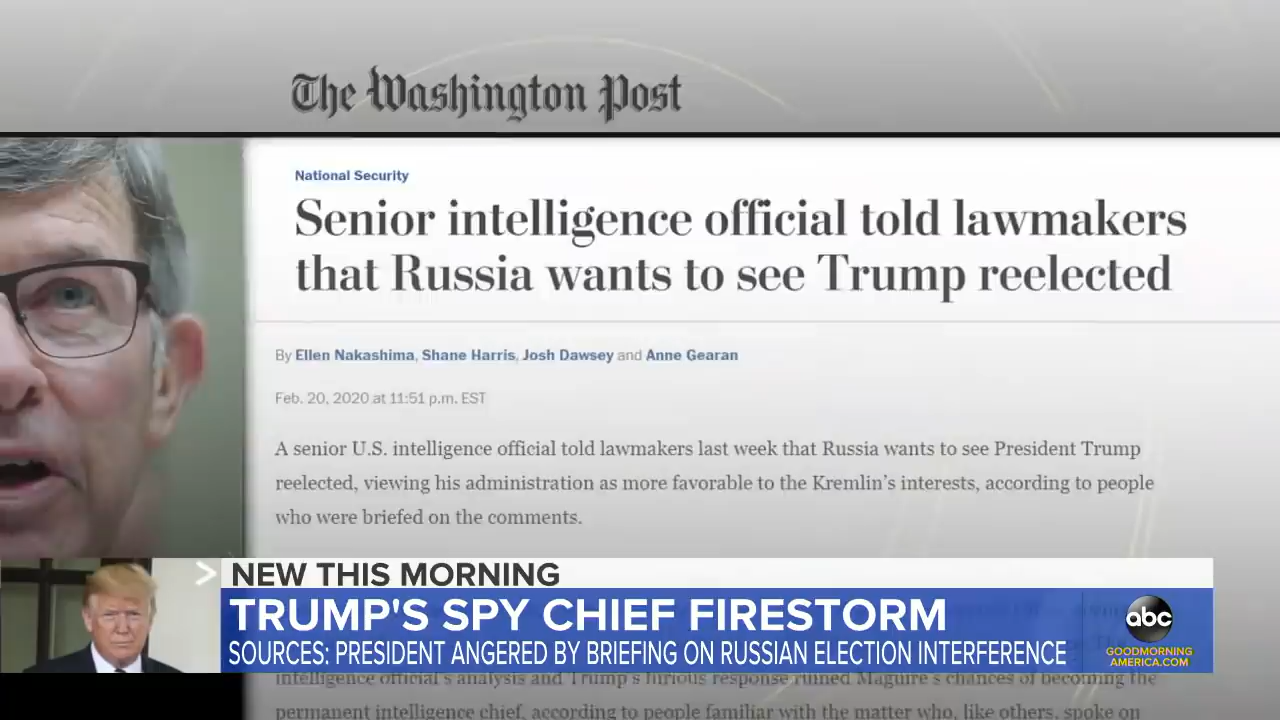 The Washington Post
National Security
Senior intelligence official told lawmakers
that Russia wants to see Trump reelected
By Ellen Nakashima, Shane Harris, Josh Dawsey and Anne Gearan
Feb. 20, 2020 at 11:51 p.m. EST
A senior U.S. intelligence official told lawmakers last week that Russia wants to see President Trump
reelected, viewing his administration as more favorable to the Kremlin's interests, according to people
who were briefed on the comments.
> NEW THIS MORNING
TRUMP'S SPY CHIEF FIRESTORM
SOURCES: PRESIDENT ANGERED BY BRIEFING ON RUSSIAN ELECTION INTERFERENCE
abc
GOODMORNING
AMERICA.COM
intelligence official's analysis and Trump's furious response ruined Maguire's chances of becoming the
permanent intelligence chief, according to people familiar with the matter who, like others, spoke on